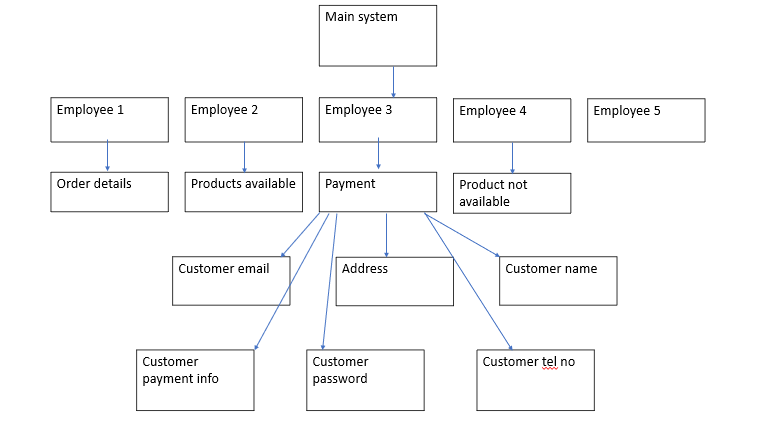 Main system
Employee 1
Employee 2
Employee 3
Employee 4
Employee 5
Order details
Products available
Payment
Product not
available
Customer email
Address
Customer name
Customer
payment info
Customer
password
Customer tel no